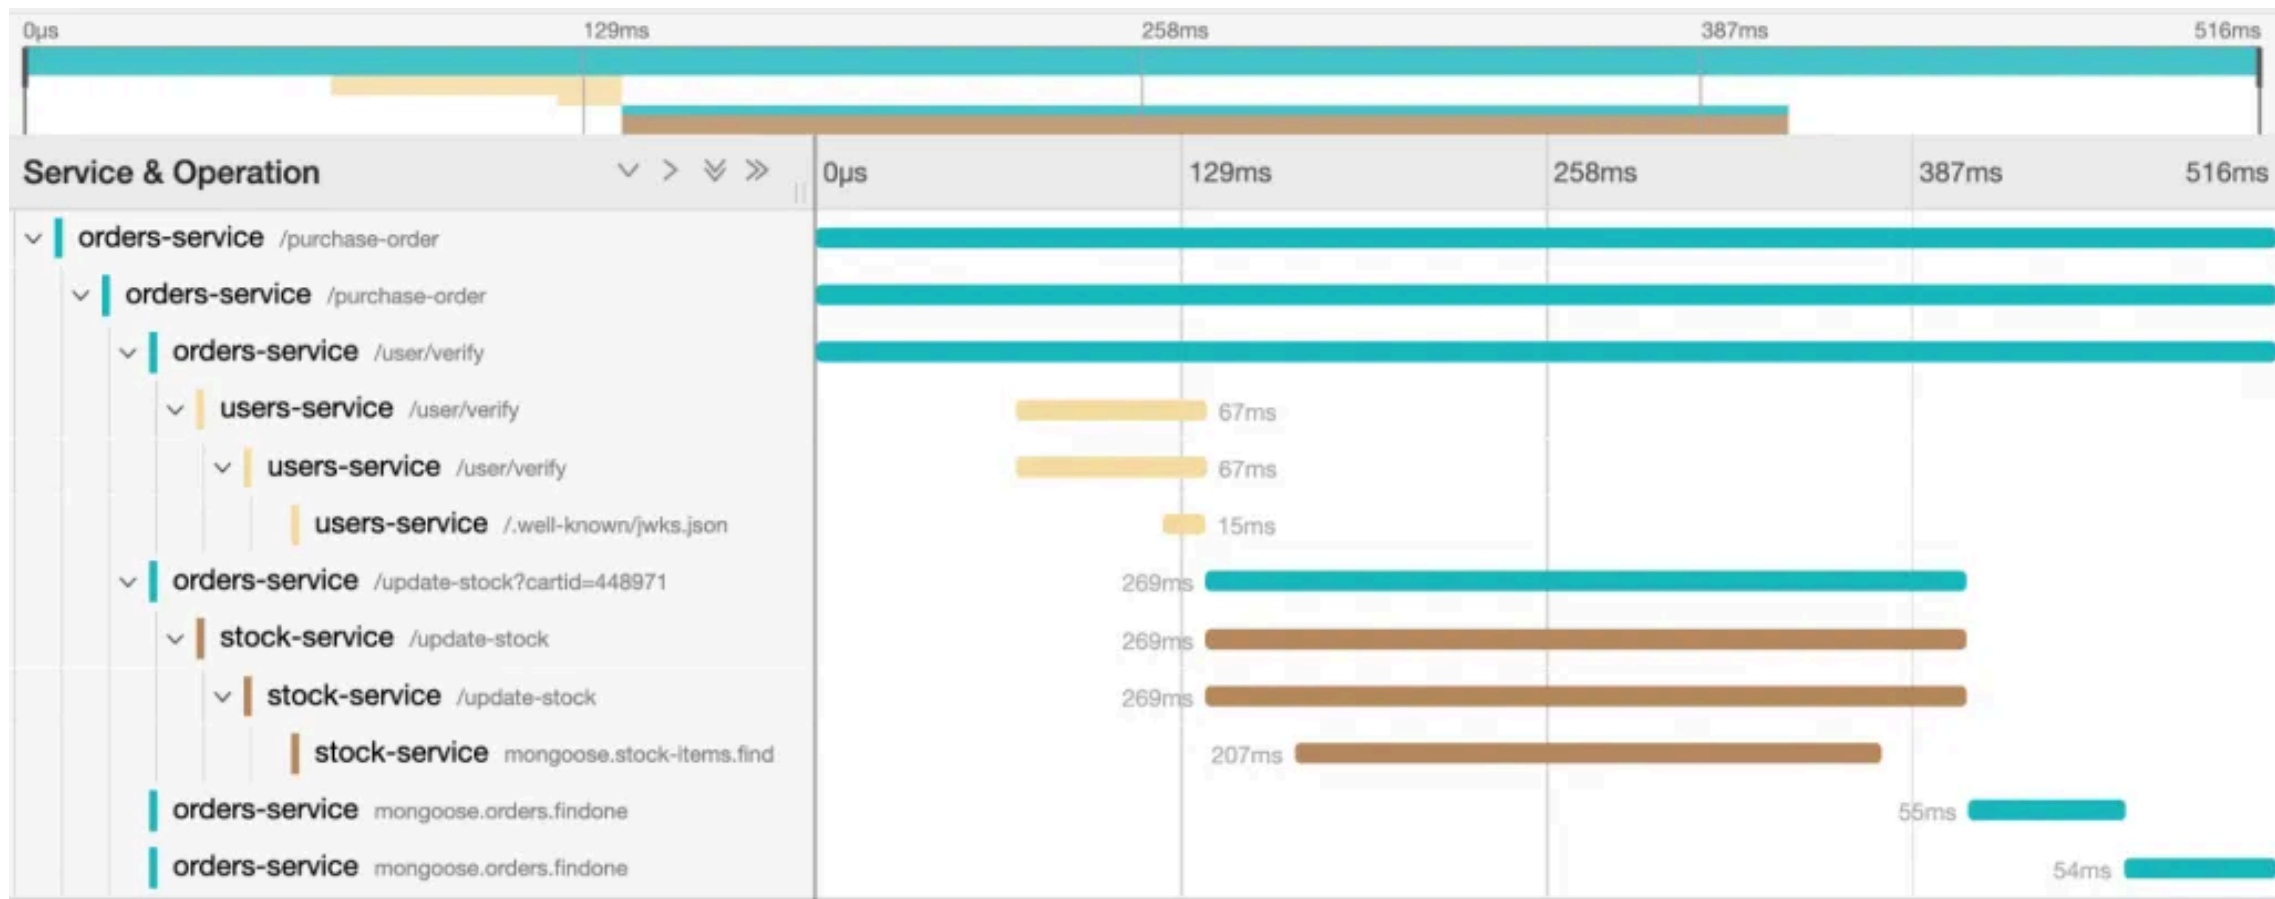 0μs 129ms 258ms 387ms 516ms
Service & Operation 0μs 129ms 258ms 387ms 516ms
orders-service /purchase-order
orders-service /purchase-order
orders-service /user/verify
users-service /user/verify 67ms
users-service /user/verify 67ms
users-service /.well-known/jwks.json 15ms
orders-service /update-stock?cartid=448971 269ms
stock-service /update-stock 269ms
stock-service /update-stock 269ms
stock-service mongoose.stock-items.find 207ms
orders-service mongoose.orders.findone 55ms
orders-service mongoose.orders.findone 54ms